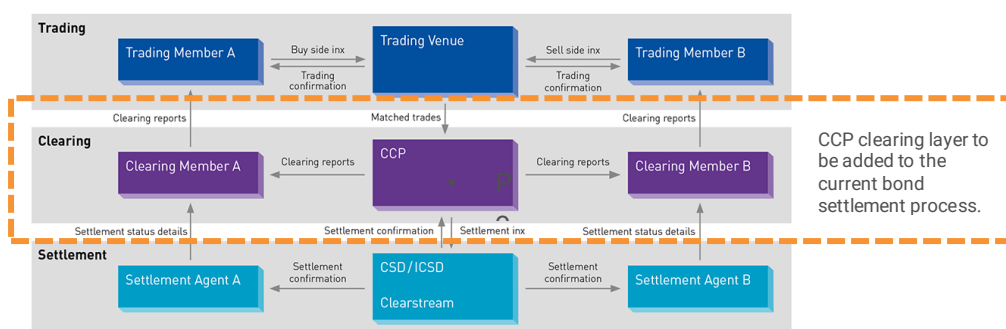 Trading
Trading Member A
Buy side inx
Trading
confirmation
Trading Venue
Sell side inx
Trading
confirmation
Trading Member B
Clearing reports
Matched trades
Clearing reports
Clearing
Clearing Member A
Clearing reports
CCP
P
Clearing reports
Clearing Member B
CCP clearing layer to
be added to the
current bond
settlement process.
Settlement status details
Settlement confirmation
Settlement inx
Settlement status details
Settlement
Settlement Agent A
Settlement
confirmation
CSD/ICSD
Clearstream
Settlement
confirmation
Settlement Agent B